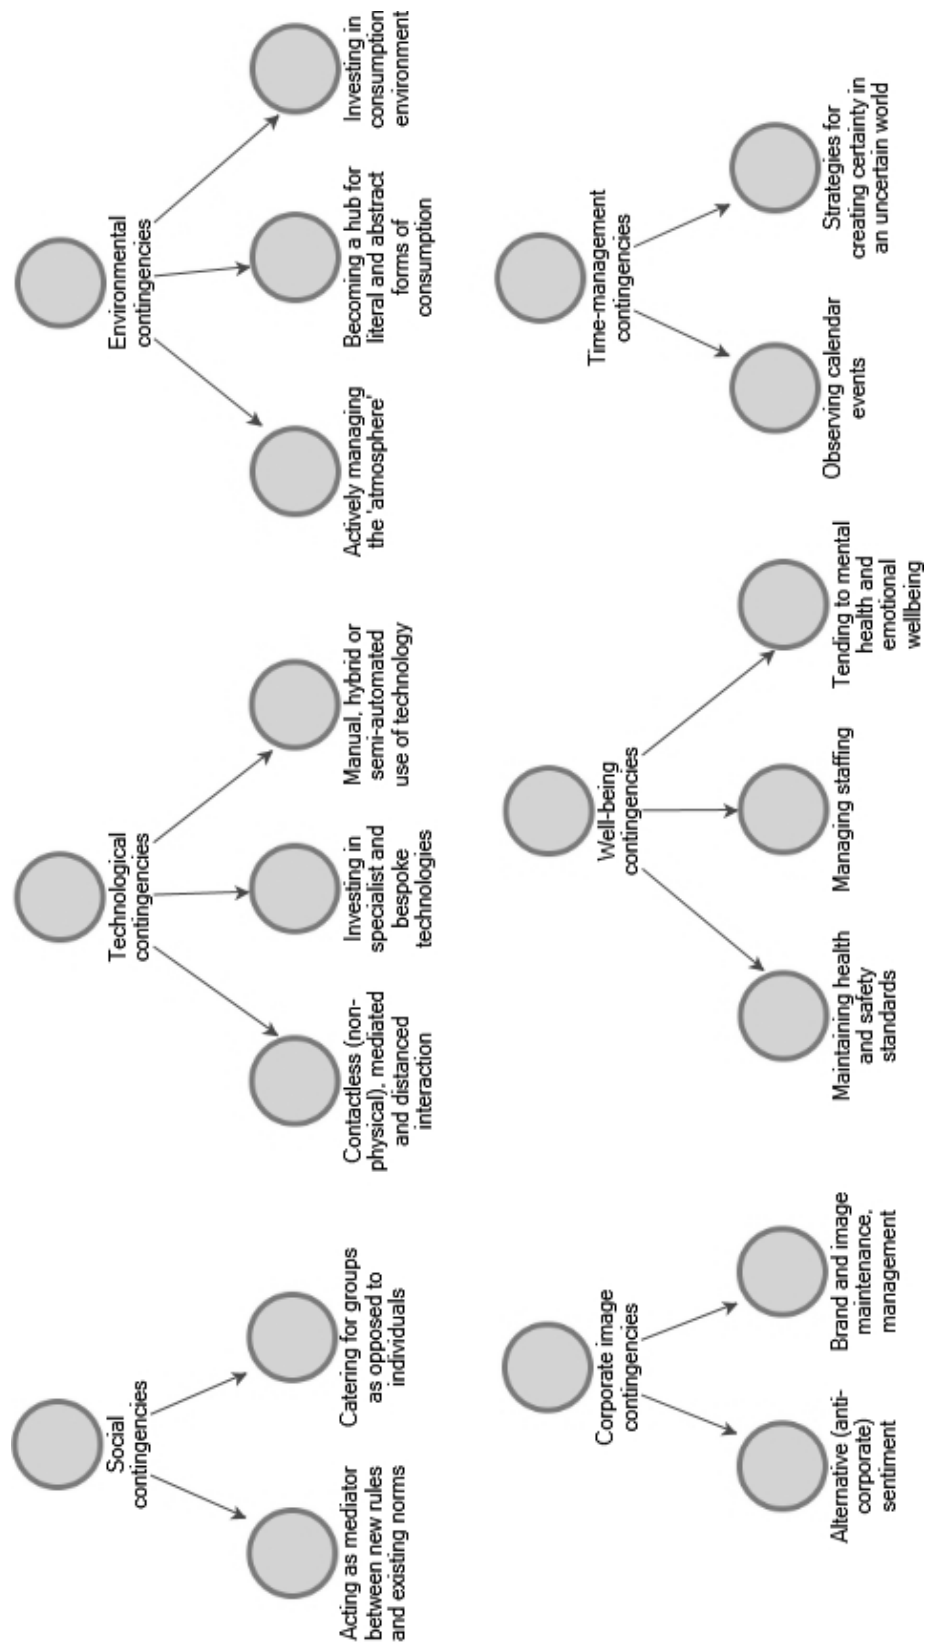 Social
contingencies
Acting as mediator
between new rules
and existing norms
Catering for groups
as opposed to
individuals
Technological
contingencies
Contactless (non-
physical), mediated
and distanced
interaction
Investing in
specialist and
bespoke
technologies
Manual, hybrid or
semi-automated
use of technology
Environmental
contingencies
Actively managing
the 'atmosphere'
Becoming a hub for
literal and abstract
forms of
consumption
Investing in
consumption
environment
Corporate image
contingencies
Alternative (anti-
corporate)
sentiment
Brand and image
maintenance,
management
Well-being
contingencies
Maintaining health
and safety
standards
Managing staffing
Tending to mental
health and
emotional
wellbeing
Time-management
contingencies
Observing calendar
events
Strategies for
creating certainty in
an uncertain world